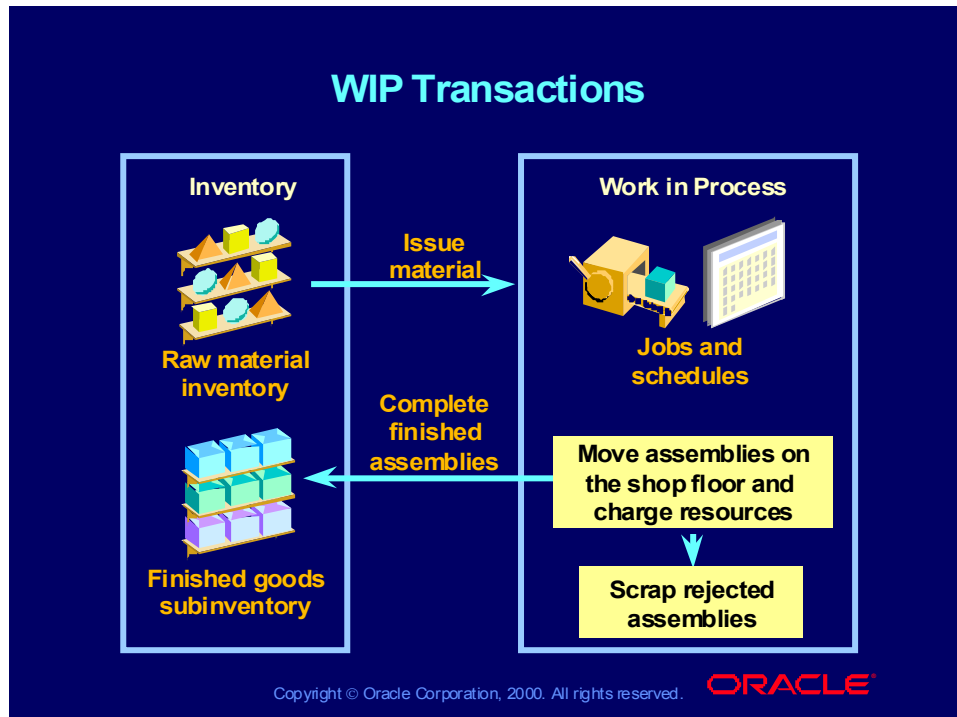 WIP Transactions
Inventory
Work in Process
Issue
material
Raw material
inventory
Jobs and
schedules
Complete
finished
assemblies
Move assemblies on
the shop floor and
charge resources
Finished goods
subinventory
Scrap rejected
assemblies
Copyright © Oracle Corporation, 2000. All rights reserved.
ORACLE®